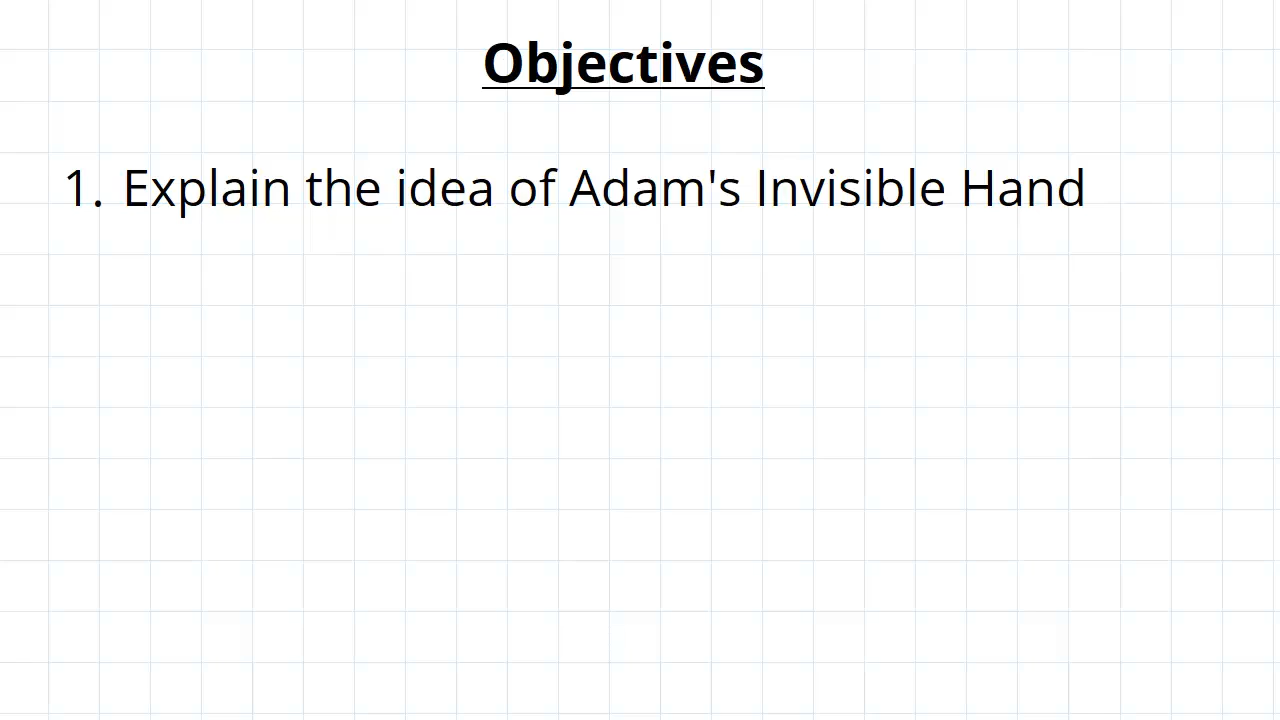 Objectives
1. Explain the idea of Adam's Invisible Hand